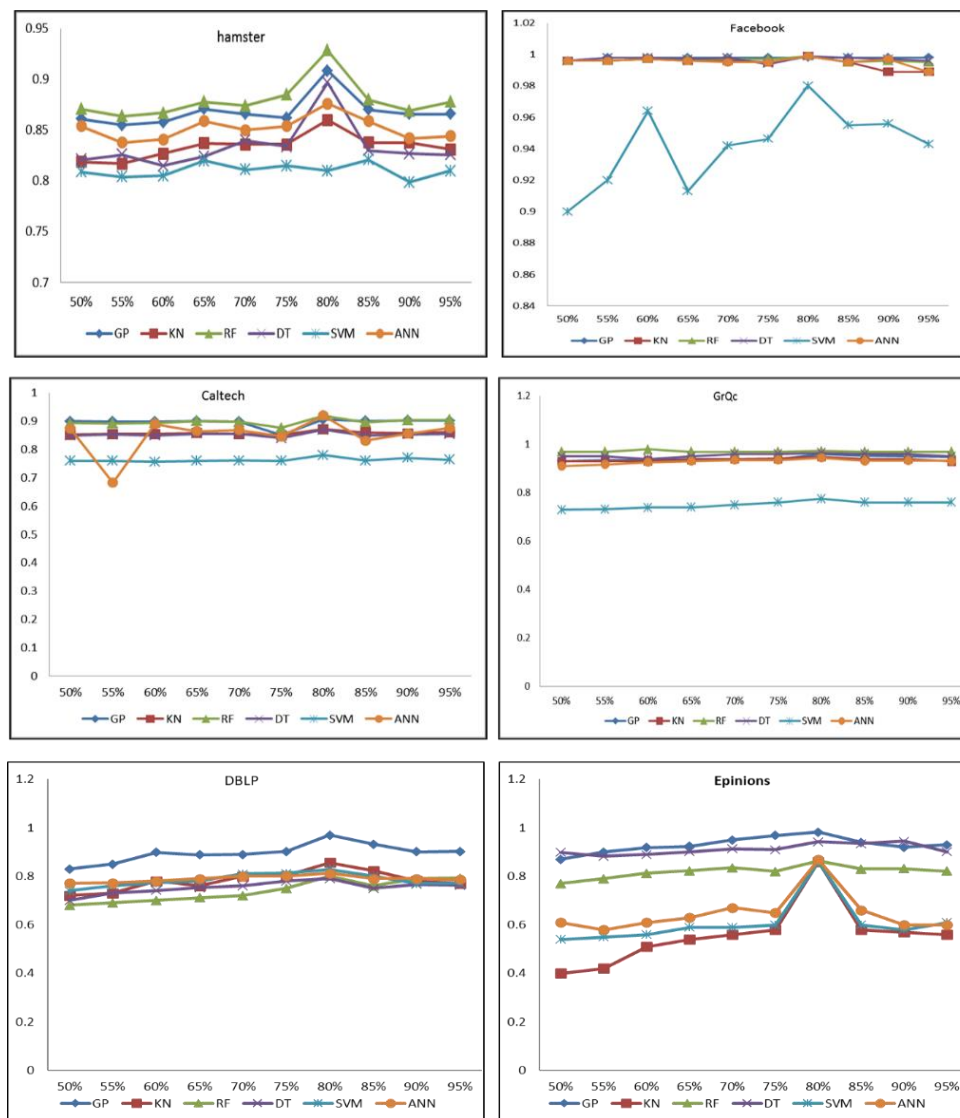 hamster
0.95
0.9
0.85
0.8
0.75
0.7
50% 55% 60% 65% 70% 75% 80% 85% 90% 95%
GP KN RF DT SVM ANN
Facebook
1.02
1
0.98
0.96
0.94
0.92
0.9
0.88
0.86
0.84
50% 55% 60% 65% 70% 75% 80% 85% 90% 95%
GP KN RF DT SVM ANN
Caltech
1
0.9
0.8
0.7
0.6
0.5
0.4
0.3
0.2
0.1
0
50% 55% 60% 65% 70% 75% 80% 85% 90% 95%
GP KN RF DT SVM ANN
GrQc
1.2
1
0.8
0.6
0.4
0.2
0
50% 55% 60% 65% 70% 75% 80% 85% 90% 95%
GP KN RF DT SVM ANN
DBLP
1.2
1
0.8
0.6
0.4
0.2
0
50% 55% 60% 65% 70% 75% 80% 85% 90% 95%
GP KN RF DT SVM ANN
Epinions
1.2
1
0.8
0.6
0.4
0.2
0
50% 55% 60% 65% 70% 75% 80% 85% 90% 95%
GP KN RF DT SVM ANN